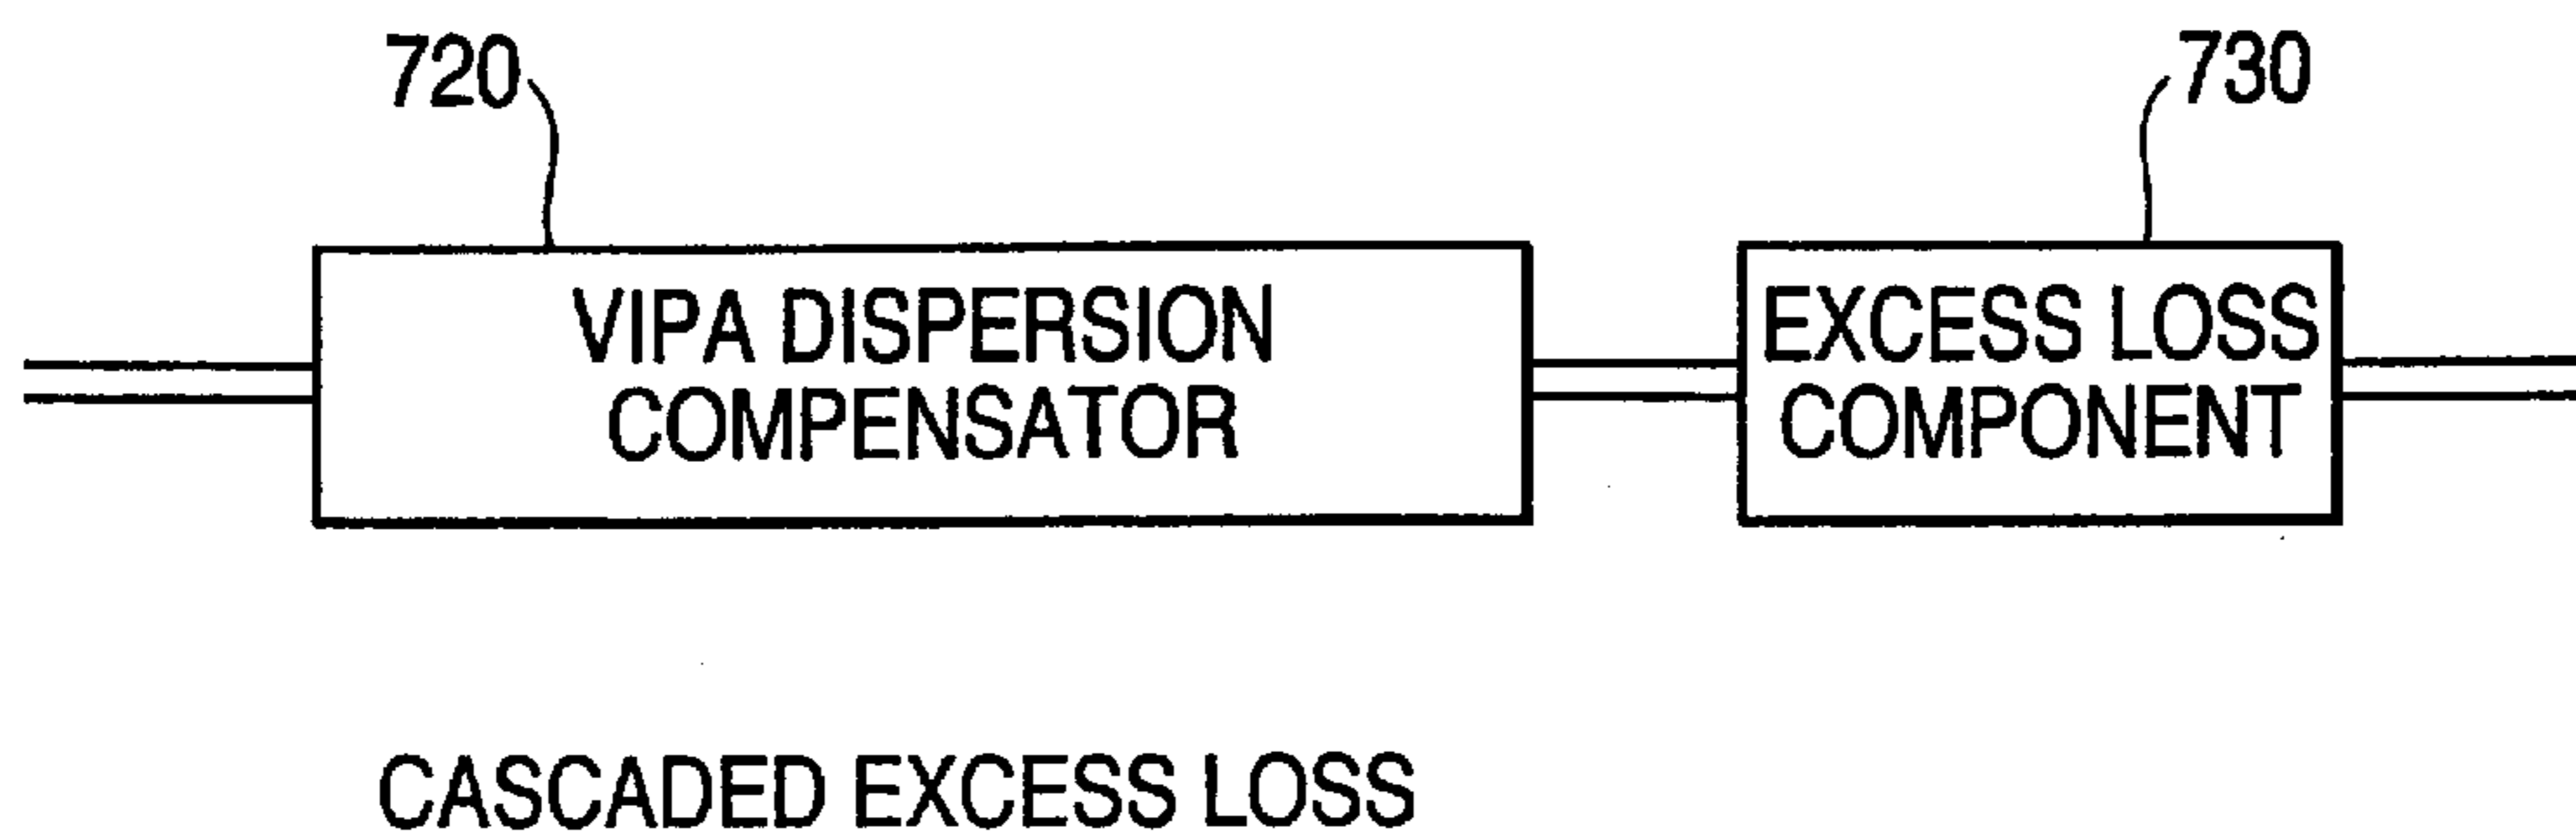 720
730
VIPA DISPERSION
COMPENSATOR
EXCESS LOSS
COMPONENT
CASCADED EXCESS LOSS